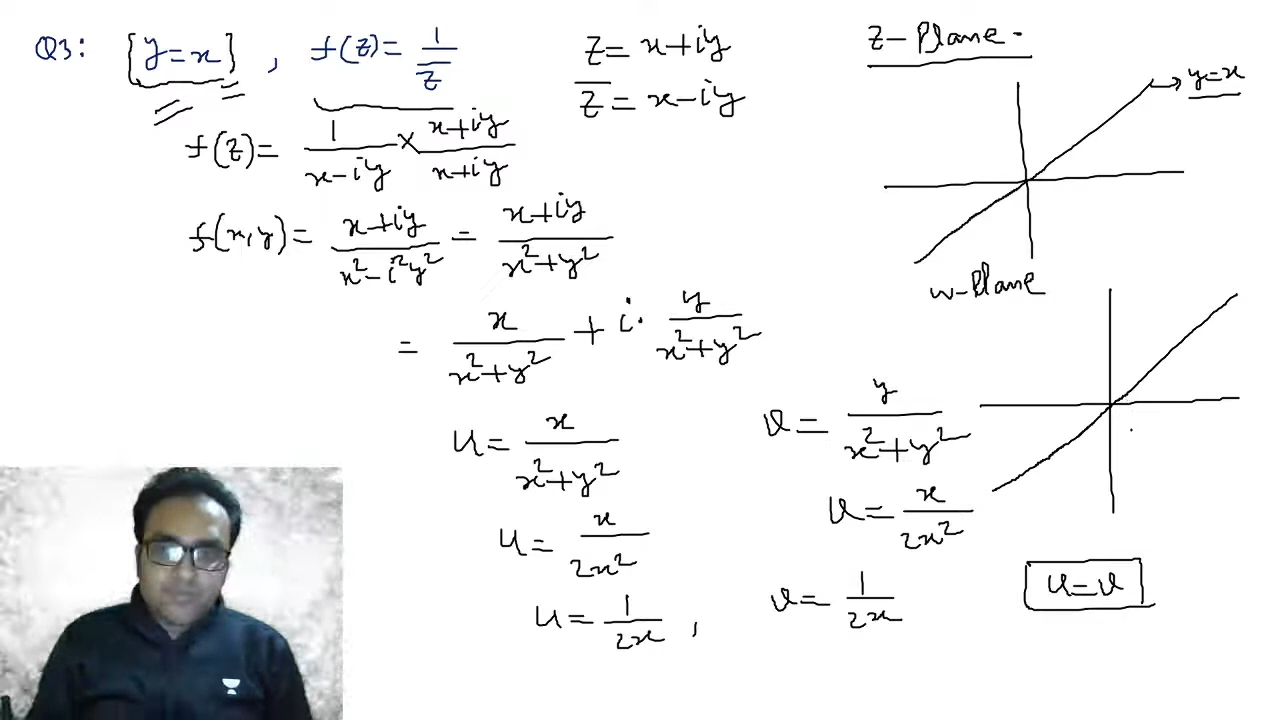 Q3: [y=x], f(z)= 1/z̅
z = x+iy
z̅ = x-iy
f(z)= 1/(x-iy) × (x+iy)/(x+iy)
f(x,y)= (x+iy)/(x²-i²y²) = (x+iy)/(x²+y²)
= x/(x²+y²) + i· y/(x²+y²)
u= x/(x²+y²)
u= x/2x²
u= 1/2x ,
v= y/(x²+y²)
v= x/2x²
v= 1/2x
z-Plane-
→ y=x
w-Plane
u=v